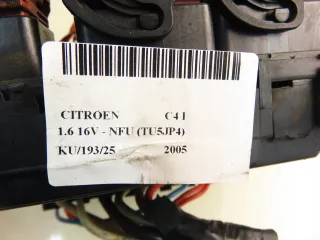 CITROEN C4 I
1.6 16V - NFU (TU5JP4)
KU/193/25 2005